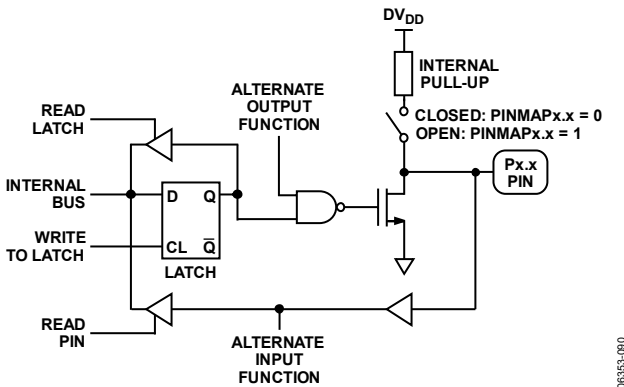 DVDD
INTERNAL
PULL-UP
CLOSED: PINMAPx.x = 0
OPEN: PINMAPx.x = 1
Px.x
PIN
ALTERNATE
OUTPUT
FUNCTION
READ
LATCH
INTERNAL
BUS
D Q
WRITE
TO LATCH
CL Q̅
LATCH
READ
PIN
ALTERNATE
INPUT
FUNCTION
06353-090